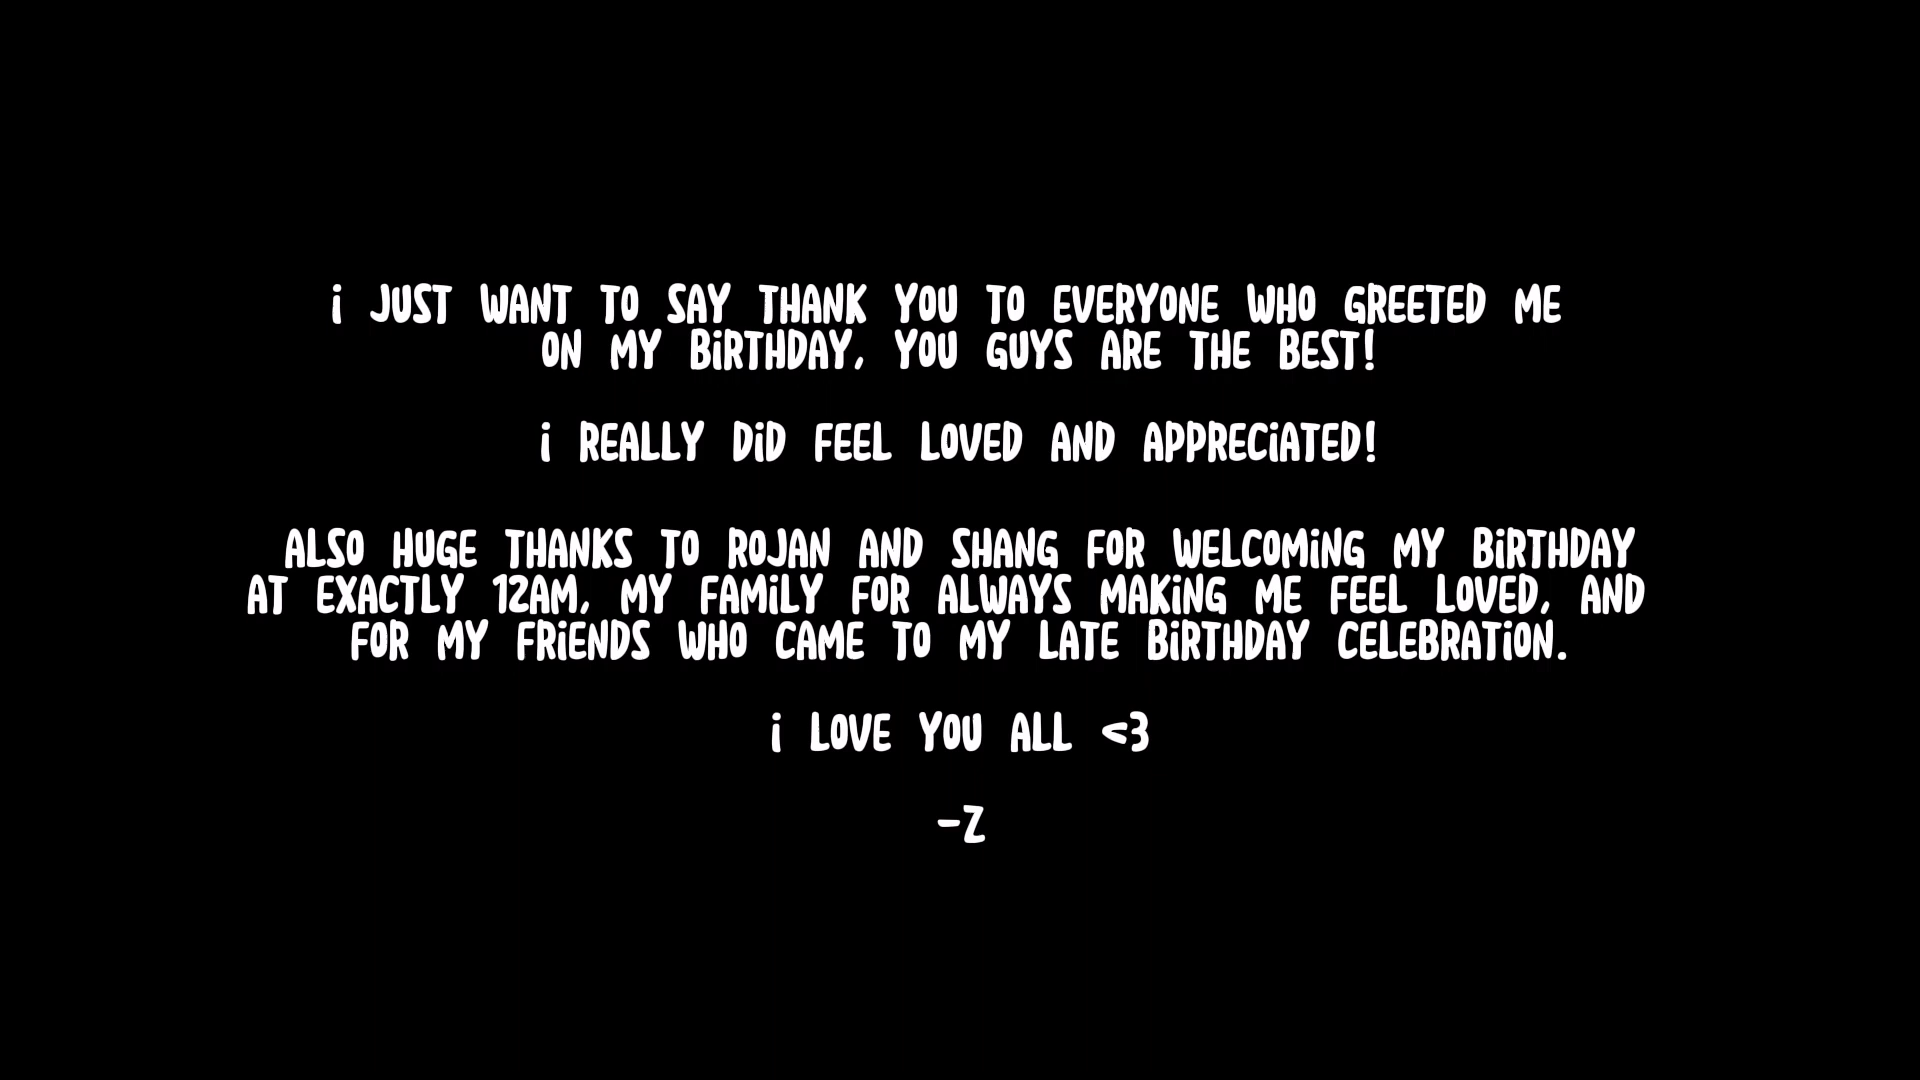 i JUST WANT TO SAY THANK YOU TO EVERYONE WHO GREETED ME
ON MY BiRTHDAY, YOU GUYS ARE THE BEST!
i REALLY DiD FEEL LOVED AND APPRECiATED!
ALSO HUGE THANKS TO ROJAN AND SHANG FOR WELCOMiNG MY BiRTHDAY
AT EXACTLY 12AM, MY FAMiLY FOR ALWAYS MAKiNG ME FEEL LOVED, AND
FOR MY FRiENDS WHO CAME TO MY LATE BiRTHDAY CELEBRATiON.
i LOVE YOU ALL <3
-Z